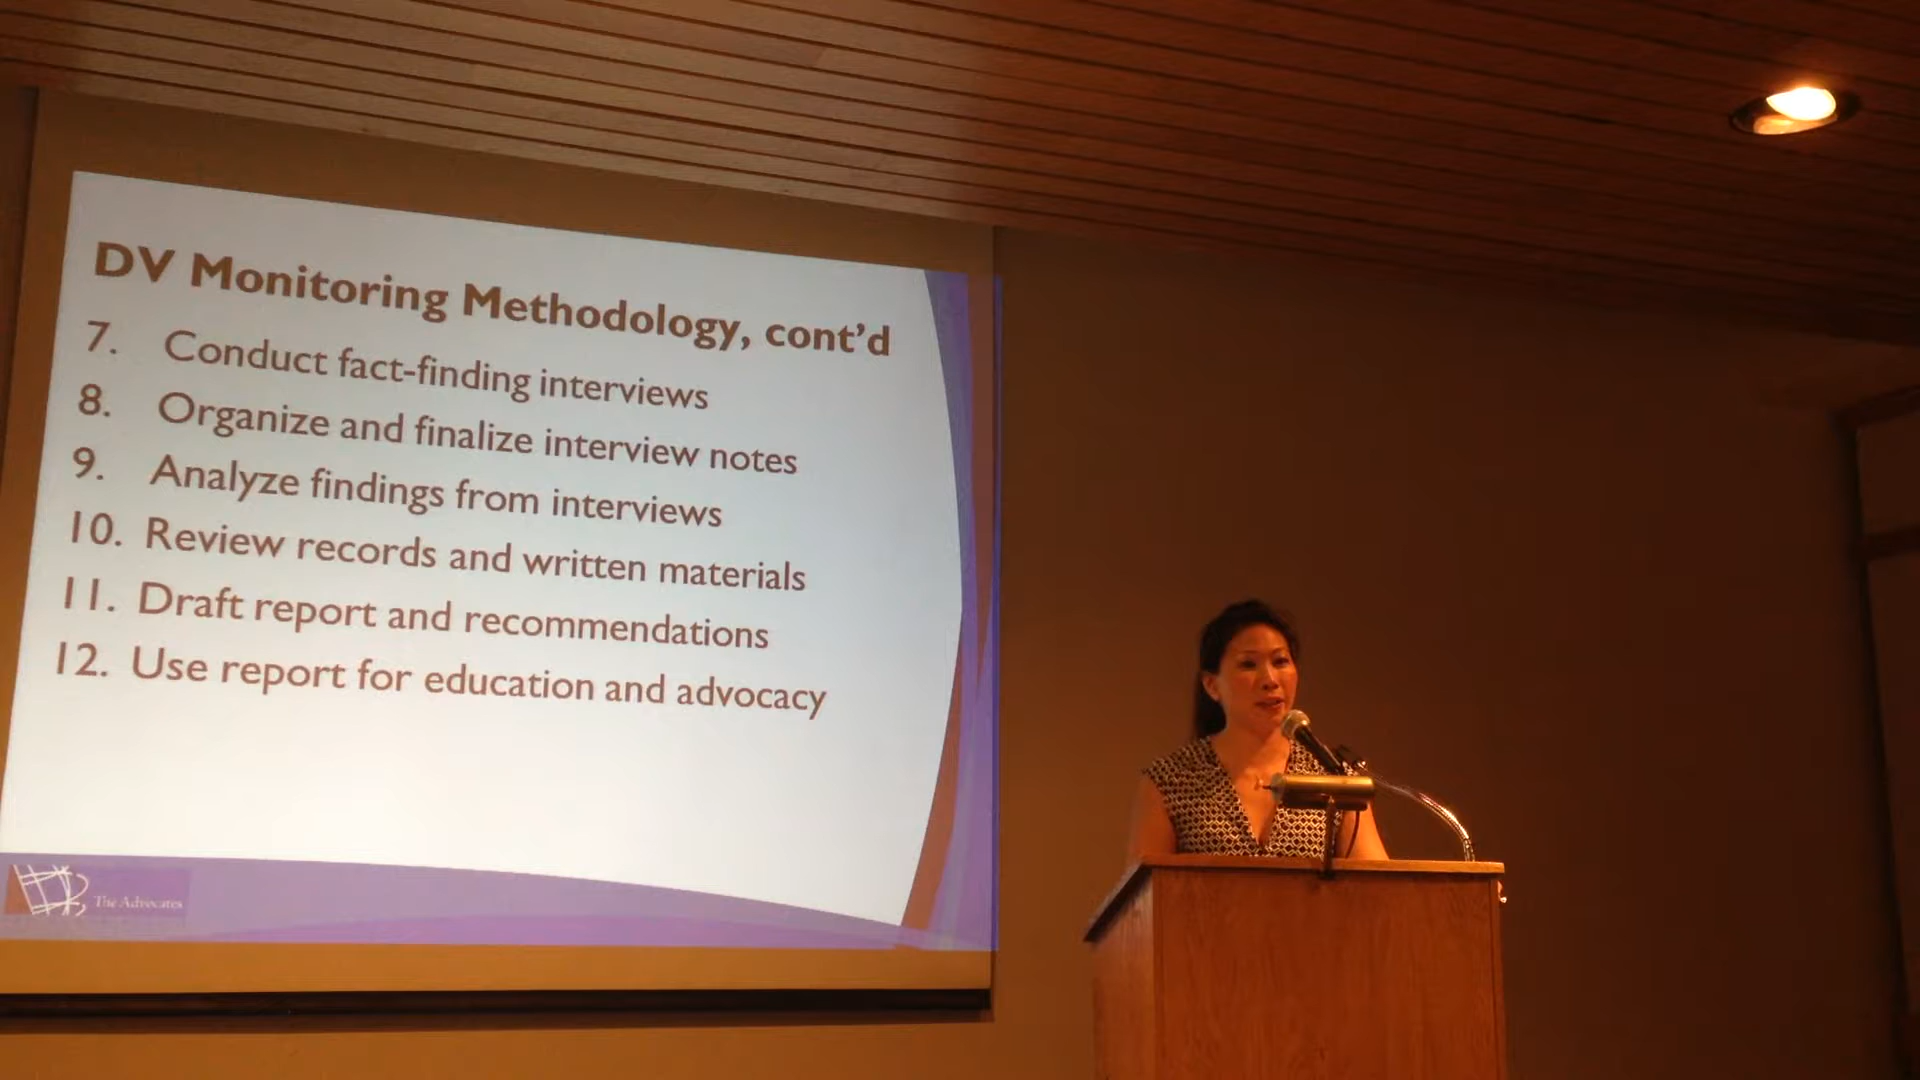 DV Monitoring Methodology, cont'd
7. Conduct fact-finding interviews
8. Organize and finalize interview notes
9. Analyze findings from interviews
10. Review records and written materials
11. Draft report and recommendations
12. Use report for education and advocacy
The Advocates